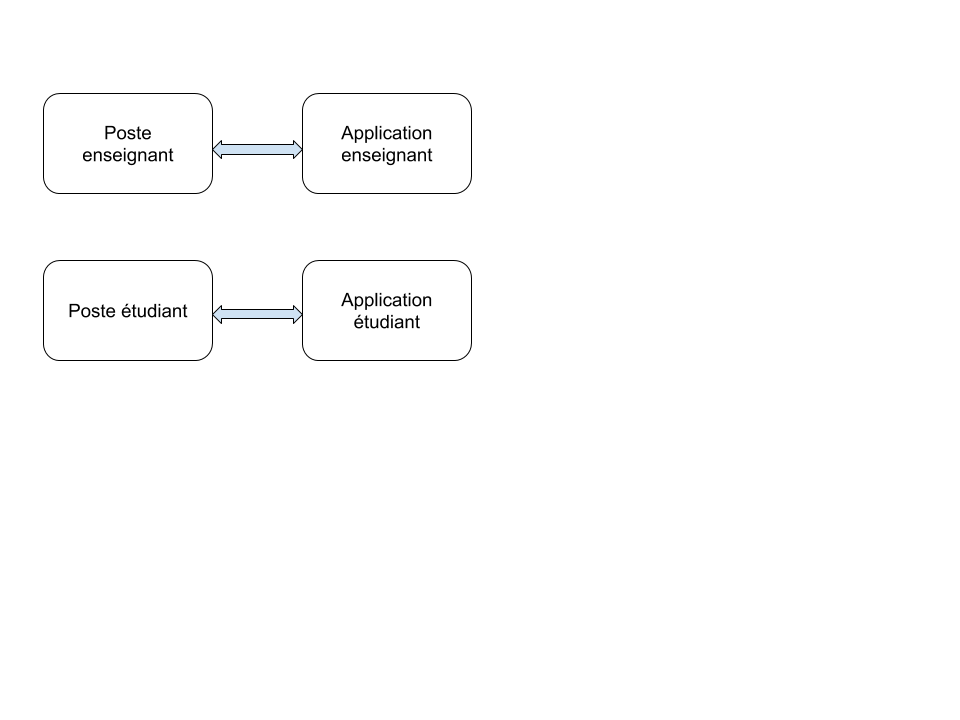 Poste
enseignant
Application
enseignant
Poste étudiant
Application
étudiant